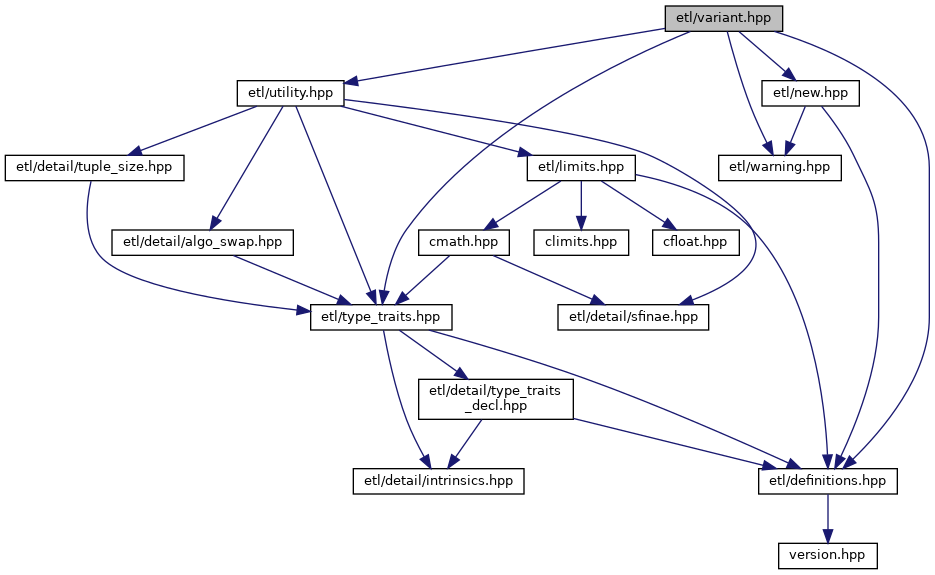 etl/variant.hpp
etl/utility.hpp
etl/new.hpp
etl/detail/tuple_size.hpp
etl/limits.hpp
etl/warning.hpp
etl/detail/algo_swap.hpp
cmath.hpp
climits.hpp
cfloat.hpp
etl/type_traits.hpp
etl/detail/sfinae.hpp
etl/detail/type_traits
_decl.hpp
etl/detail/intrinsics.hpp
etl/definitions.hpp
version.hpp